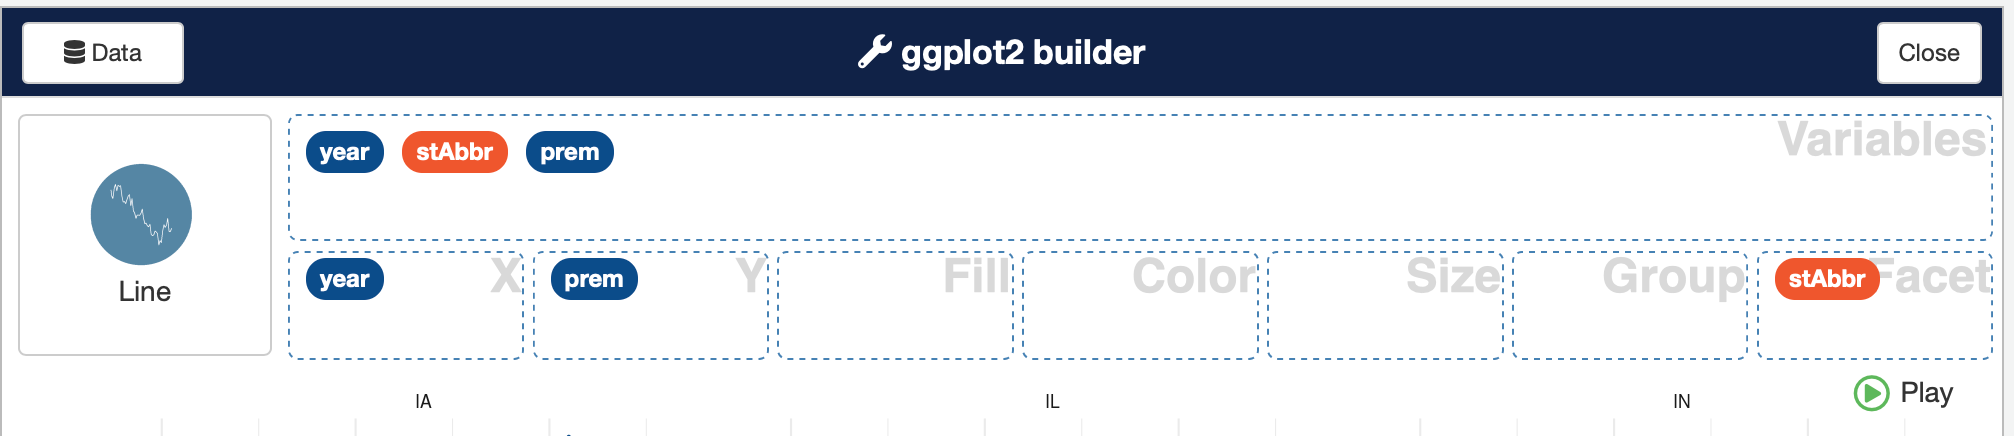 Data
ggplot2 builder
Close
Line
year stAbbr prem
Variables
year X
prem Y
Fill
Color
Size
Group
stAbbr Facet
Play
IA IL IN